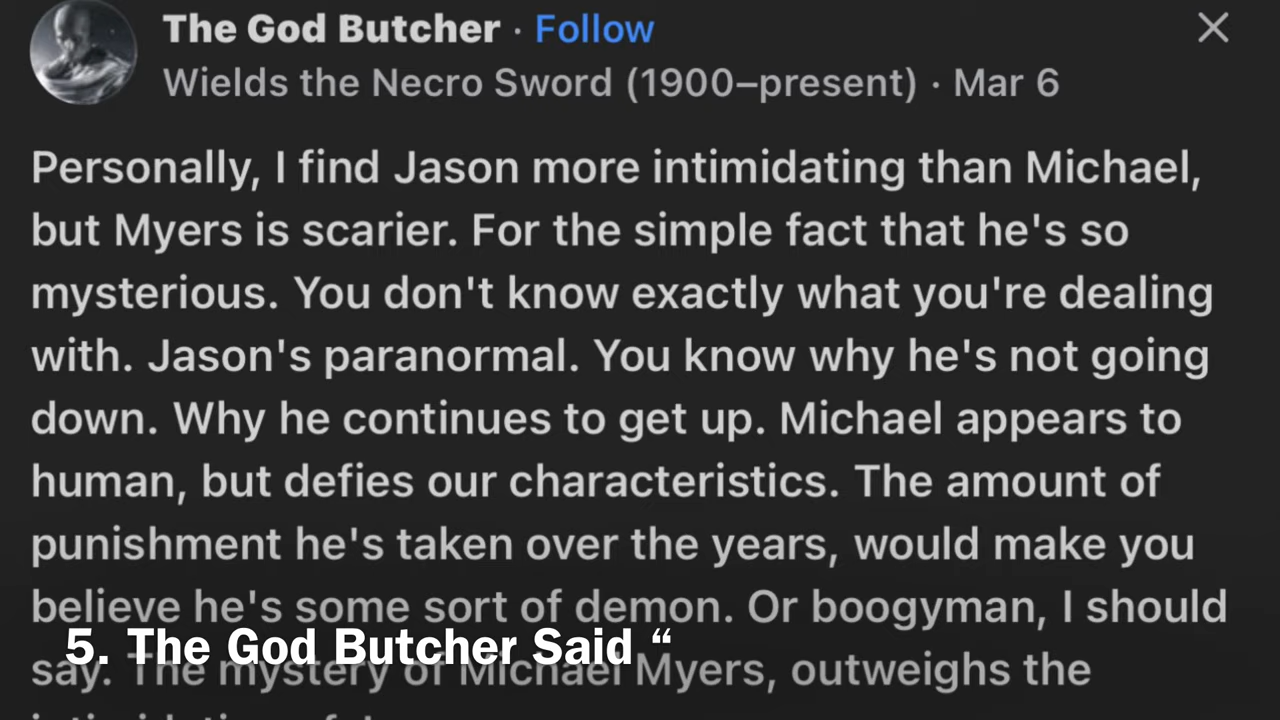 The God Butcher · Follow
Wields the Necro Sword (1900–present) · Mar 6
Personally, I find Jason more intimidating than Michael,
but Myers is scarier. For the simple fact that he's so
mysterious. You don't know exactly what you're dealing
with. Jason's paranormal. You know why he's not going
down. Why he continues to get up. Michael appears to
human, but defies our characteristics. The amount of
punishment he's taken over the years, would make you
believe he's some sort of demon. Or boogyman, I should
5. The God Butcher Said “
say. The mystery of Michael Myers, outweighs the